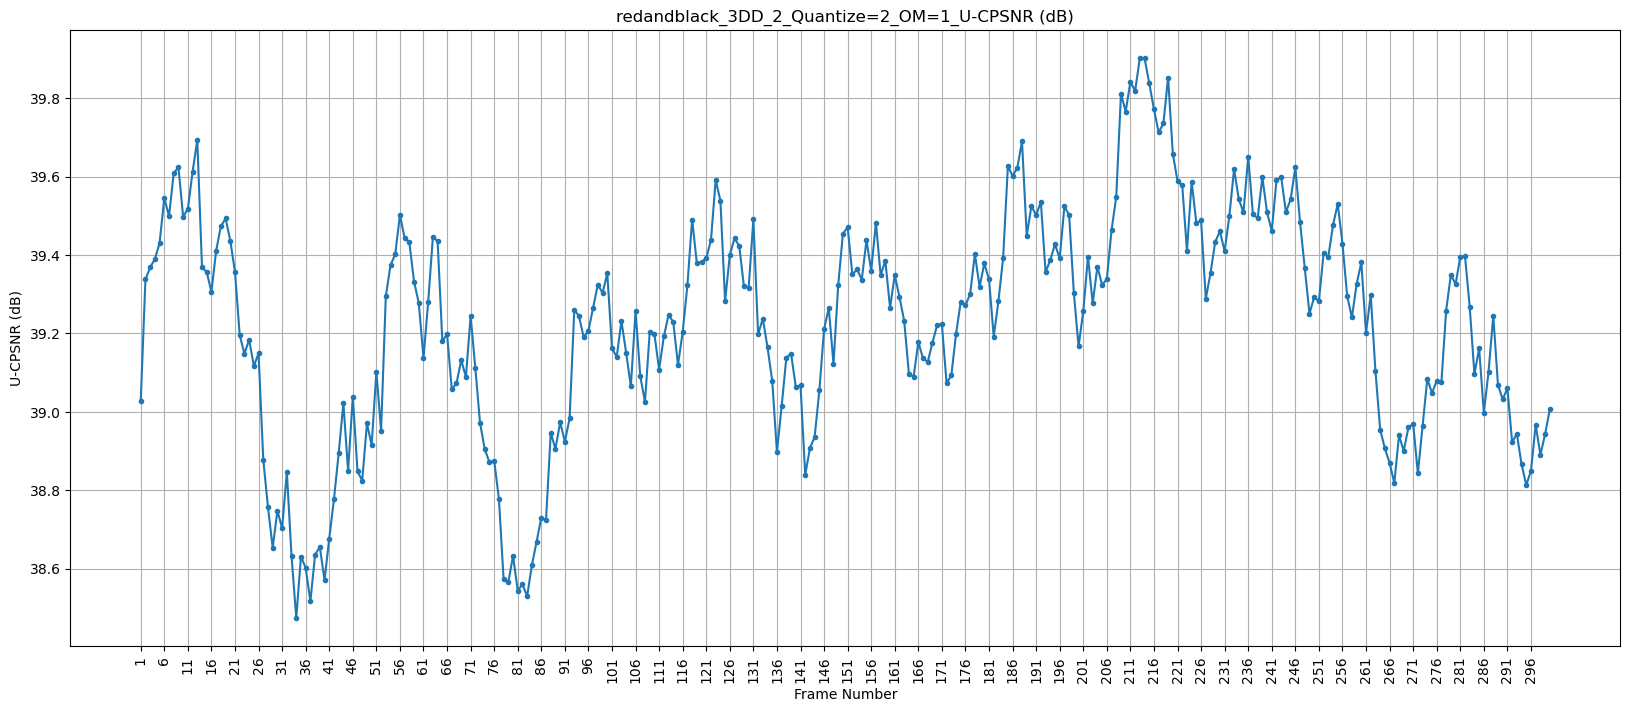 redandblack_3DD_2_Quantize=2_OM=1_U-CPSNR (dB)
U-CPSNR (dB)
39.8
39.6
39.4
39.2
39.0
38.8
38.6
1 6 11 16 21 26 31 36 41 46 51 56 61 66 71 76 81 86 91 96 101 106 111 116 121 126 131 136 141 146 151 156 161 166 171 176 181 186 191 196 201 206 211 216 221 226 231 236 241 246 251 256 261 266 271 276 281 286 291 296
Frame Number